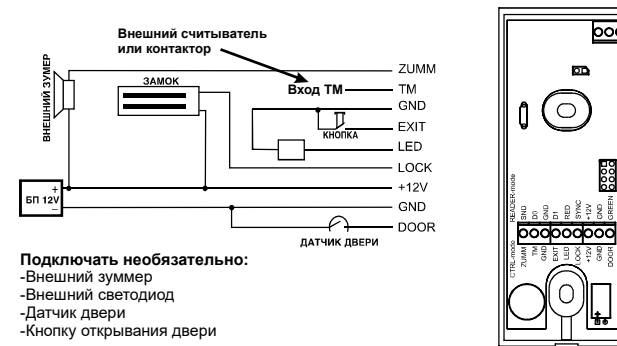 Внешний считыватель
или контактор
ВНЕШНИЙ ЗУМЕР
ЗАМОК
Вход ТМ
КНОПКА
ZUMM
TM
GND
EXIT
LED
LOCK
+12V
GND
DOOR
БП 12V
+
–
ДАТЧИК ДВЕРИ
Подключать необязательно:
-Внешний зуммер
-Внешний светодиод
-Датчик двери
-Кнопку открывания двери
READER-mode
SND
D0
GND
D1
RED
SYNC
+12V
GND
GREEN
CTRL-mode
ZUMM
TM
GND
EXIT
LED
LOCK
+12V
GND
DOOR